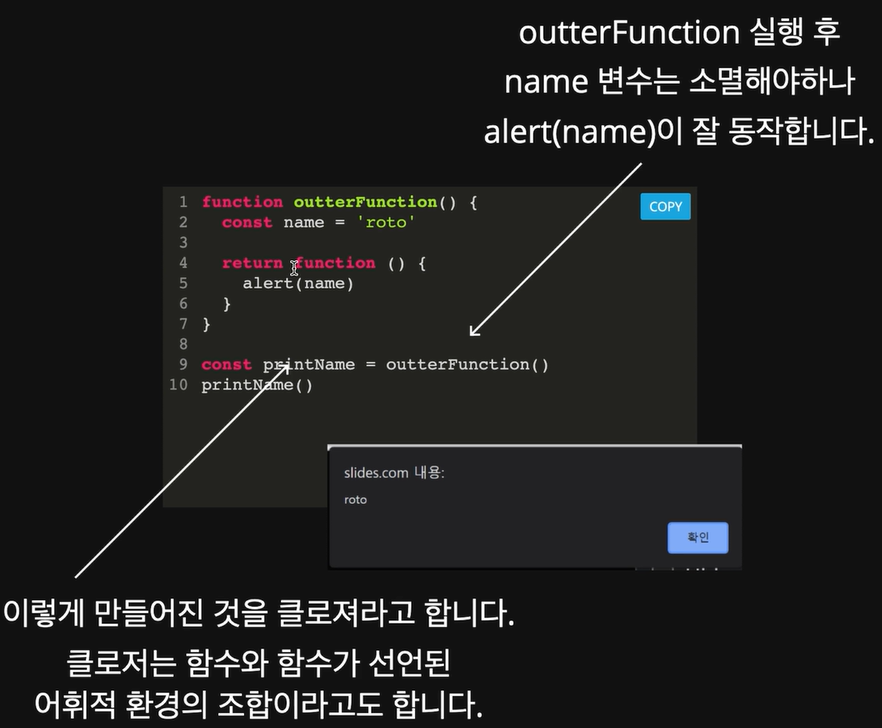 outterFunction 실행 후
name 변수는 소멸해야하나
alert(name)이 잘 동작합니다.
COPY
1 function outterFunction() {
2   const name = 'roto'
3
4   return function () {
5     alert(name)
6   }
7 }
8
9 const printName = outterFunction()
10 printName()
slides.com 내용:
roto
확인
이렇게 만들어진 것을 클로져라고 합니다.
클로저는 함수와 함수가 선언된
어휘적 환경의 조합이라고도 합니다.